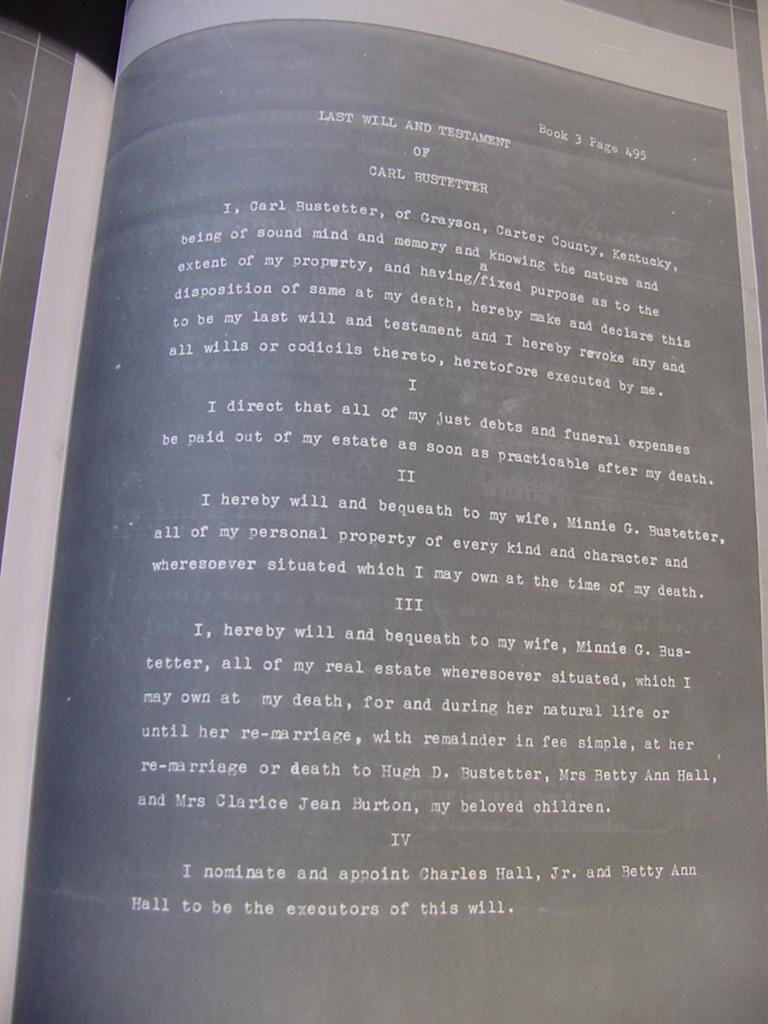 Book 3 Page 495
LAST WILL AND TESTAMENT
OF
CARL BUSTETTER
I, Carl Bustetter, of Grayson, Carter County, Kentucky,
being of sound mind and memory and knowing the nature and
extent of my property, and having/a fixed purpose as to the
disposition of same at my death, hereby make and declare this
to be my last will and testament and I hereby revoke any and
all wills or codicils thereto, heretofore executed by me.
I
I direct that all of my just debts and funeral expenses
be paid out of my estate as soon as practicable after my death.
II
I hereby will and bequeath to my wife, Minnie G. Bustetter,
all of my personal property of every kind and character and
wheresoever situated which I may own at the time of my death.
III
I, hereby will and bequeath to my wife, Minnie G. Bus-
tetter, all of my real estate wheresoever situated, which I
may own at my death, for and during her natural life or
until her re-marriage, with remainder in fee simple, at her
re-marriage or death to Hugh D. Bustetter, Mrs Betty Ann Hall,
and Mrs Clarice Jean Burton, my beloved children.
IV
I nominate and appoint Charles Hall, Jr. and Betty Ann
Hall to be the executors of this will.